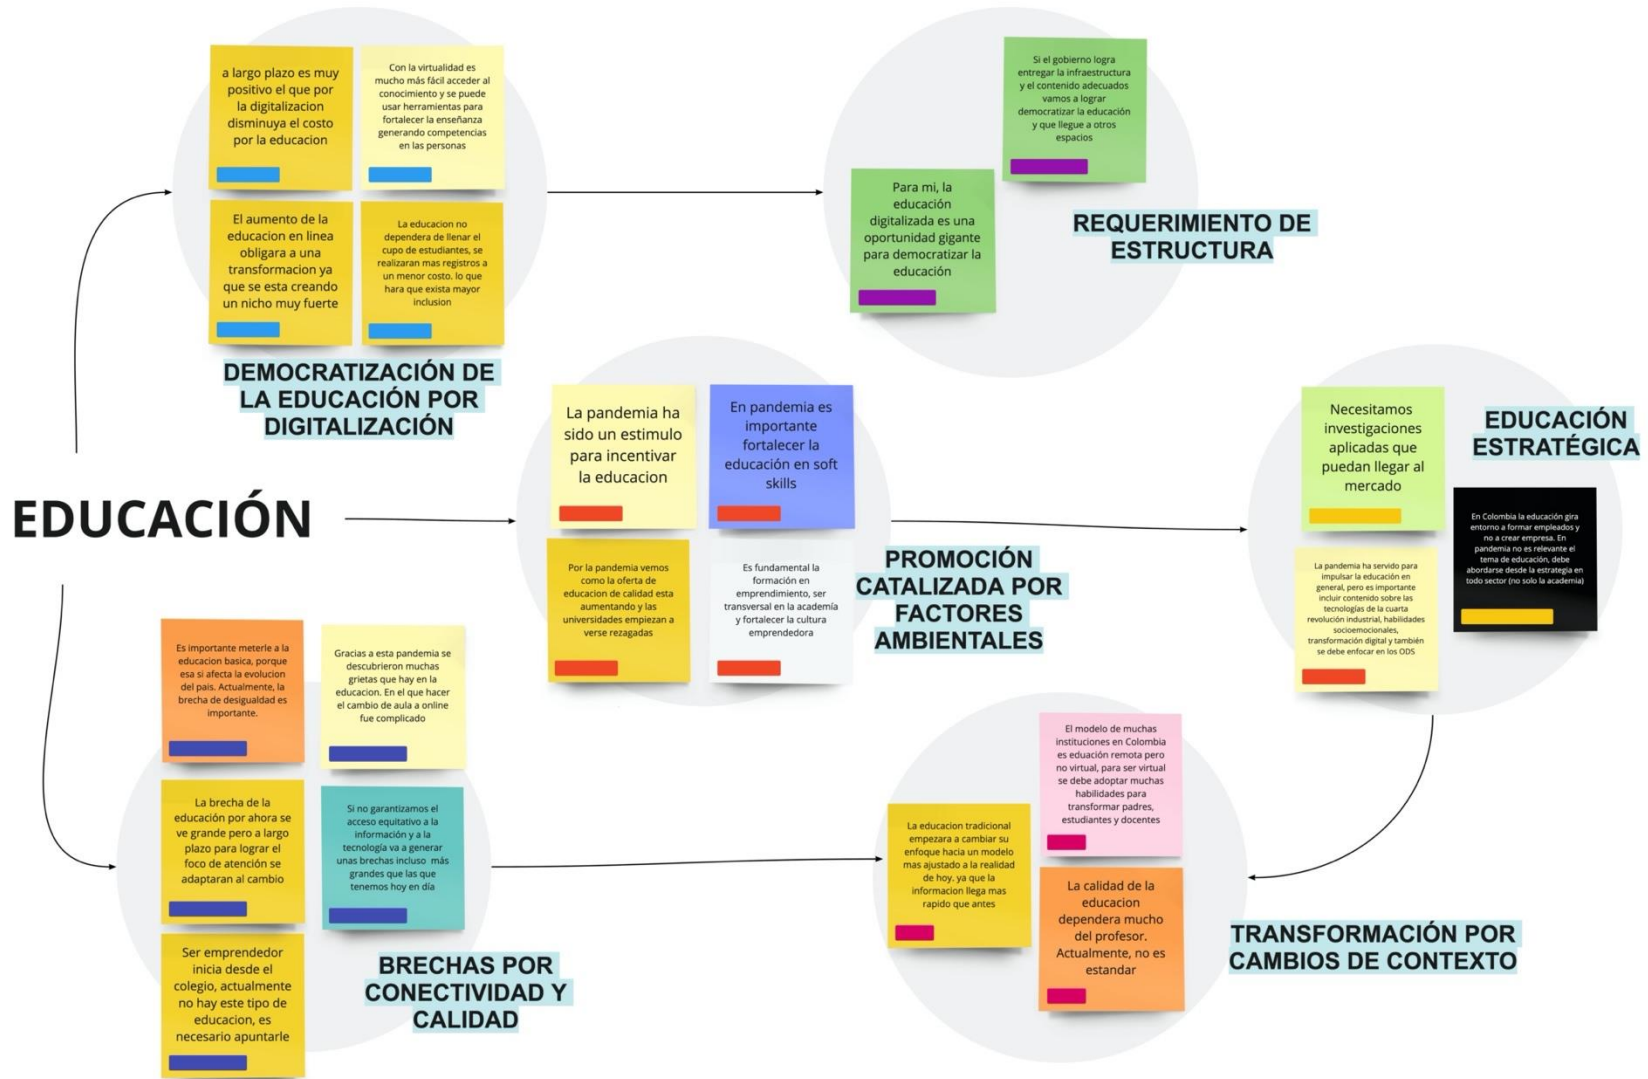 a largo plazo es muy
positivo el que por
la digitalizacion
disminuya el costo
por la educacion
Con la virtualidad es
mucho más fácil acceder al
conocimiento y se puede
usar herramientas para
fortalecer la enseñanza
generando competencias
en las personas
El aumento de la
educacion en linea
obligara a una
transformacion ya
que se esta creando
un nicho muy fuerte
La educacion no
dependera de llenar el
cupo de estudiantes, se
realizaran mas registros a
un menor costo. lo que
hara que exista mayor
inclusion
DEMOCRATIZACIÓN DE
LA EDUCACIÓN POR
DIGITALIZACIÓN
Si el gobierno logra
entregar la infraestructura
y el contenido adecuados
vamos a lograr
democratizar la educación
y que llegue a otros
espacios
Para mi, la
educación
digitalizada es una
oportunidad gigante
para democratizar la
educación
REQUERIMIENTO DE
ESTRUCTURA
EDUCACIÓN
La pandemia ha
sido un estimulo
para incentivar
la educacion
En pandemia es
importante
fortalecer la
educación en soft
skills
Por la pandemia vemos
como la oferta de
educacion de calidad esta
aumentando y las
universidades empiezan a
verse rezagadas
Es fundamental la
formación en
emprendimiento, ser
transversal en la academía
y fortalecer la cultura
emprendedora
PROMOCIÓN
CATALIZADA POR
FACTORES
AMBIENTALES
Necesitamos
investigaciones
aplicadas que
puedan llegar al
mercado
EDUCACIÓN
ESTRATÉGICA
En Colombia la educación gira
entorno a formar empleados y
no a crear empresa. En
pandemia no es relevante el
tema de educación, debe
abordarse desde la estrategia en
todo sector (no solo la academia)
La pandemia ha servido para
impulsar la educación en
general, pero es importante
incluir contenido sobre las
tecnologías de la cuarta
revolución industrial, habilidades
socioemocionales,
transformación digital y también
se debe enfocar en los ODS
Es importante meterle a la
educacion basica, porque
esa si afecta la evolucion
del pais. Actualmente, la
brecha de desigualdad es
importante.
Gracias a esta pandemia se
descubrieron muchas
grietas que hay en la
educacion. En el que hacer
el cambio de aula a online
fue complicado
La brecha de la
educación por ahora se
ve grande pero a largo
plazo para lograr el
foco de atención se
adaptaran al cambio
Si no garantizamos el
acceso equitativo a la
información y a la
tecnología va a generar
unas brechas incluso más
grandes que las que
tenemos hoy en día
Ser emprendedor
inicia desde el
colegio, actualmente
no hay este tipo de
educacion, es
necesario apuntarle
BRECHAS POR
CONECTIVIDAD Y
CALIDAD
El modelo de muchas
instituciones en Colombia
es eduación remota pero
no virtual, para ser virtual
se debe adoptar muchas
habilidades para
transformar padres,
estudiantes y docentes
La educacion tradicional
empezara a cambiar su
enfoque hacia un modelo
mas ajustado a la realidad
de hoy. ya que la
informacion llega mas
rapido que antes
La calidad de la
educacion
dependera mucho
del profesor.
Actualmente, no es
estandar
TRANSFORMACIÓN POR
CAMBIOS DE CONTEXTO